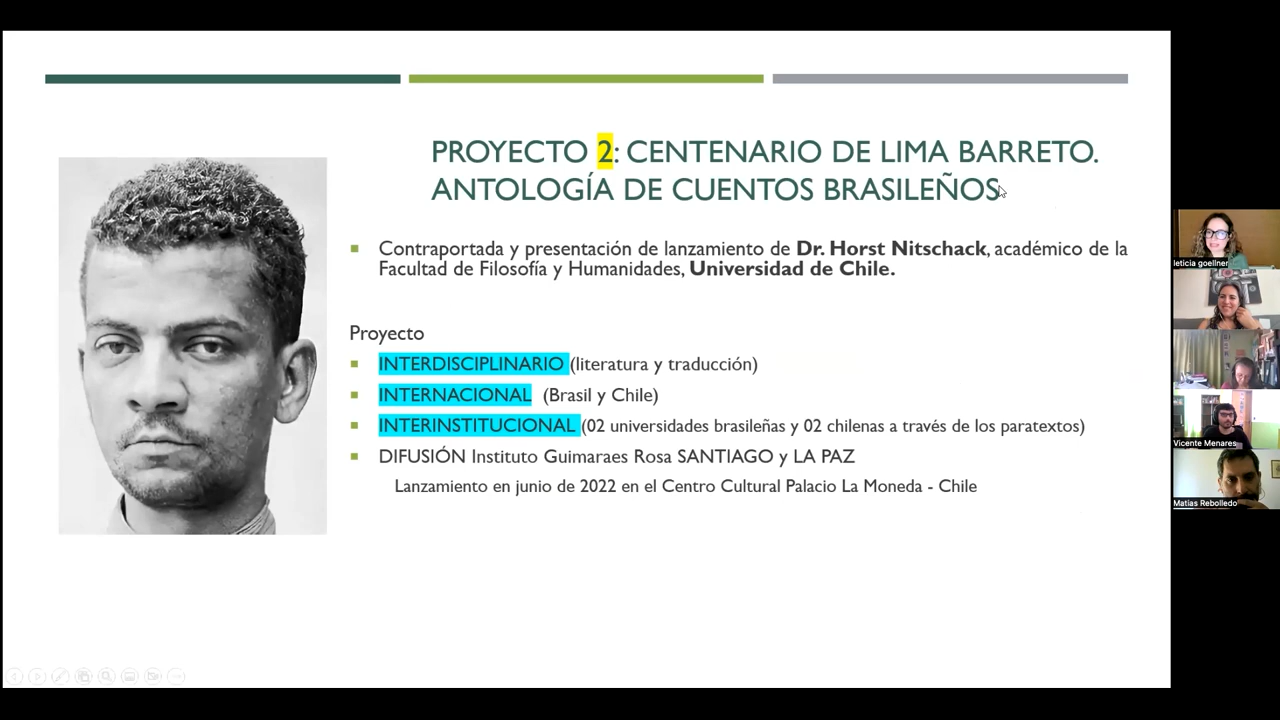 PROYECTO 2: CENTENARIO DE LIMA BARRETO.
ANTOLOGÍA DE CUENTOS BRASILEÑOS
Contraportada y presentación de lanzamiento de Dr. Horst Nitschack, académico de la
Facultad de Filosofía y Humanidades, Universidad de Chile.
Proyecto
INTERDISCIPLINARIO (literatura y traducción)
INTERNACIONAL (Brasil y Chile)
INTERINSTITUCIONAL (02 universidades brasileñas y 02 chilenas a través de los paratextos)
DIFUSIÓN Instituto Guimaraes Rosa SANTIAGO y LA PAZ
Lanzamiento en junio de 2022 en el Centro Cultural Palacio La Moneda - Chile
leticia goellner
Vicente Menares
Matías Rebolledo